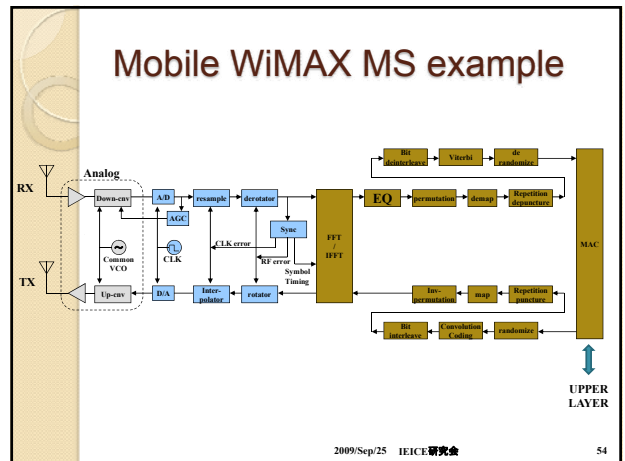 Mobile WiMAX MS example
Bit
deinterleave
Viterbi
de
randomize
Analog
RX
Down-cnv
A/D
resample
derotator
EQ
permutation
demap
Repetition
depuncture
AGC
Sync
FFT
/
IFFT
MAC
CLK error
Common
VCO
CLK
RF error
Symbol
Timing
TX
Up-cnv
D/A
Inter-
polator
rotator
Inv-
permutation
map
Repetition
puncture
Bit
interleave
Convolution
Coding
randomize
UPPER
LAYER
2009/Sep/25 IEICE研究会 54